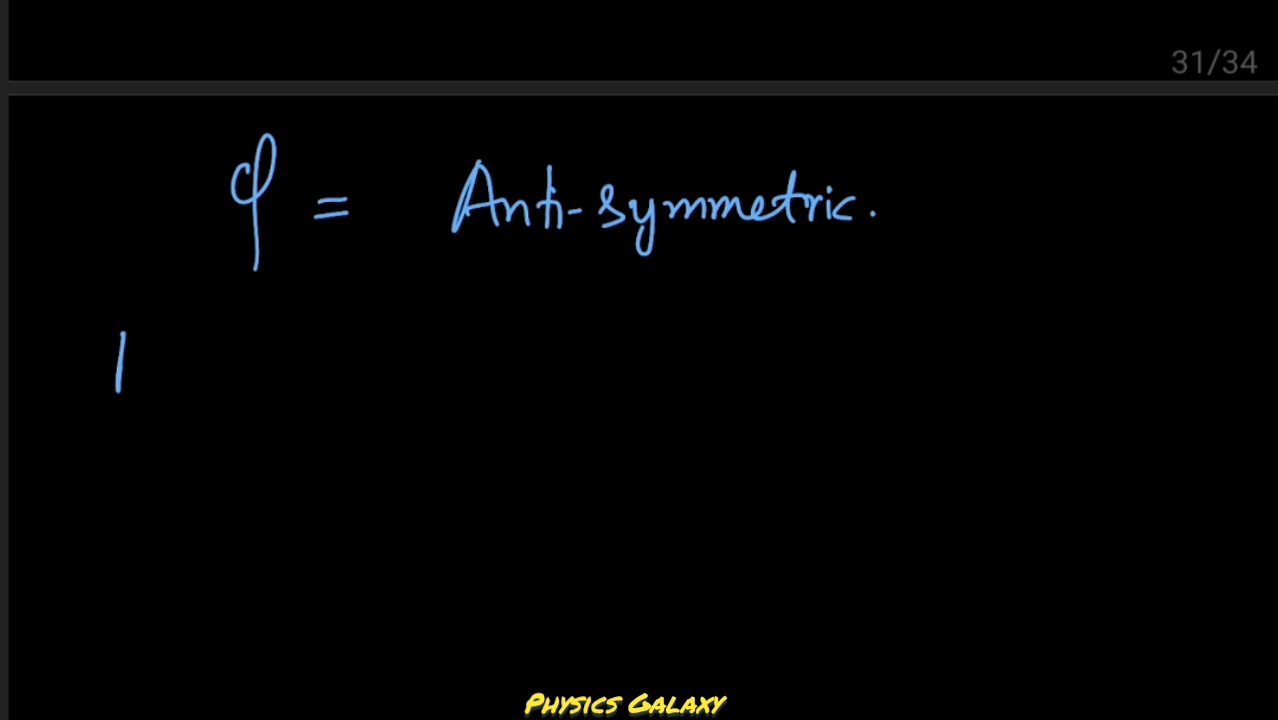 31/34
φ = Anti-symmetric.
|
PHYSICS GALAXY